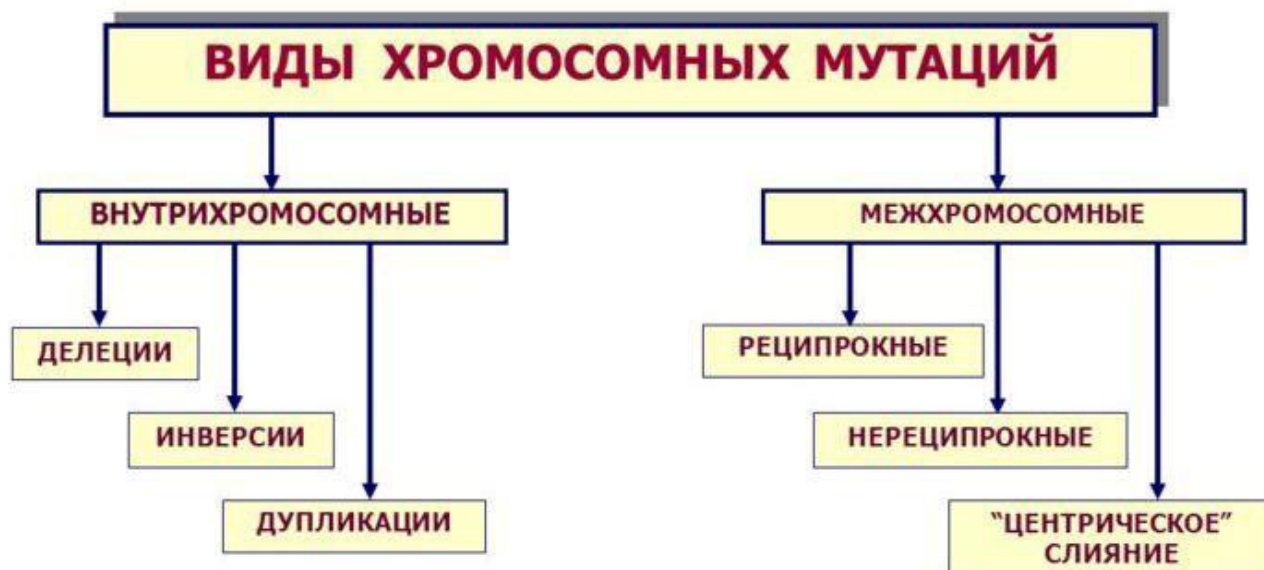 ВИДЫ ХРОМОСОМНЫХ МУТАЦИЙ
ВНУТРИХРОМОСОМНЫЕ
ДЕЛЕЦИИ
ИНВЕРСИИ
ДУПЛИКАЦИИ
МЕЖХРОМОСОМНЫЕ
РЕЦИПРОКНЫЕ
НЕРЕЦИПРОКНЫЕ
"ЦЕНТРИЧЕСКОЕ"
СЛИЯНИЕ